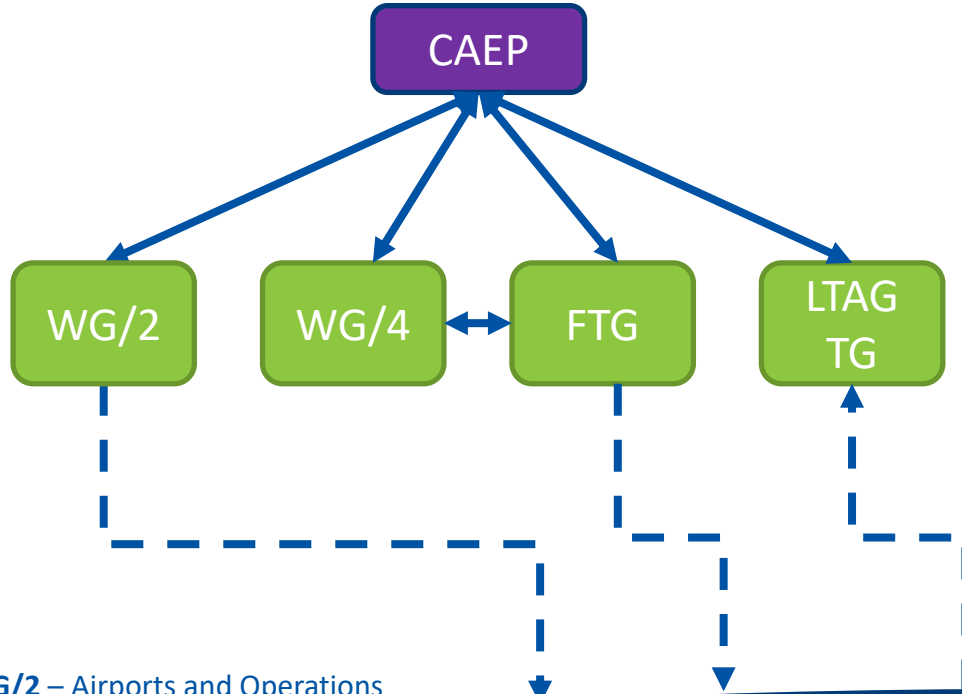 CAEP
WG/2
WG/4
FTG
LTAG
TG
G/2 – Airports and Operations